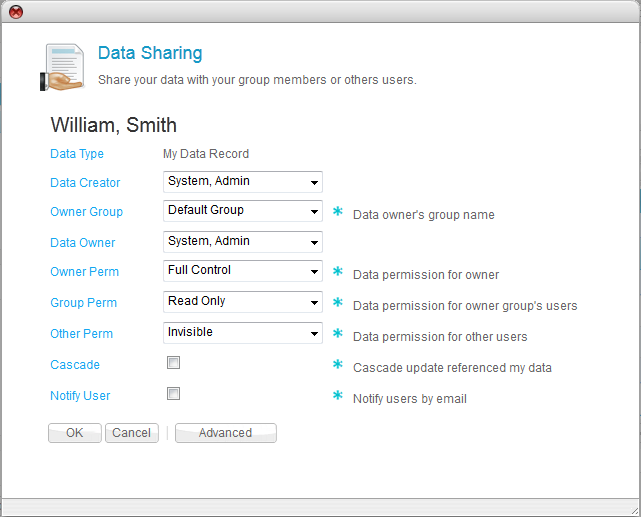 Data Sharing
Share your data with your group members or others users.
William, Smith
Data Type My Data Record
Data Creator System, Admin
Owner Group Default Group * Data owner's group name
Data Owner System, Admin
Owner Perm Full Control * Data permission for owner
Group Perm Read Only * Data permission for owner group's users
Other Perm Invisible * Data permission for other users
Cascade * Cascade update referenced my data
Notify User * Notify users by email
OK Cancel | Advanced